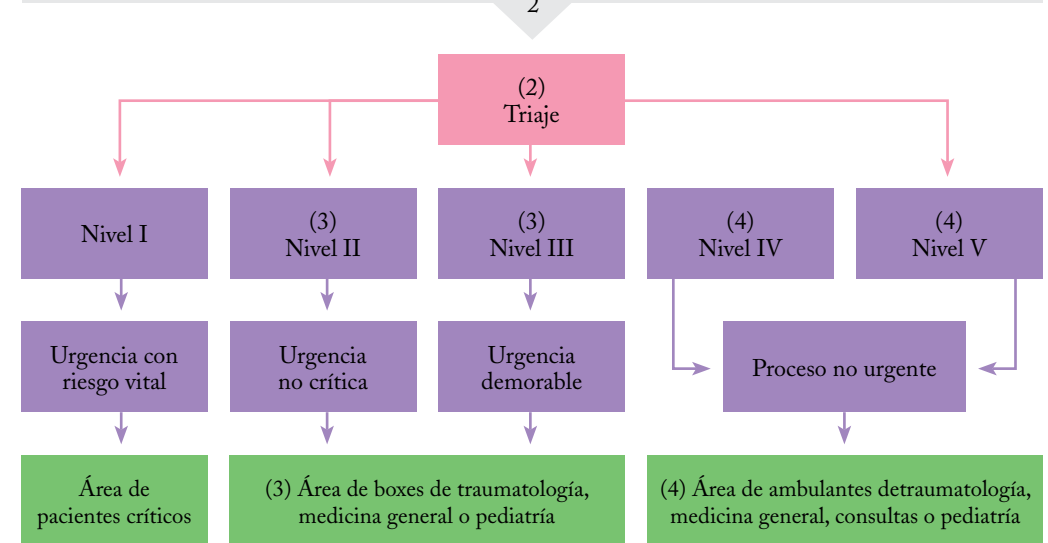 2
(2)
Triaje
Nivel I
(3)
Nivel II
(3)
Nivel III
(4)
Nivel IV
(4)
Nivel V
Urgencia con
riesgo vital
Urgencia
no crítica
Urgencia
demorable
Proceso no urgente
Área de
pacientes críticos
(3) Área de boxes de traumatología,
medicina general o pediatría
(4) Área de ambulantes detraumatología,
medicina general, consultas o pediatría